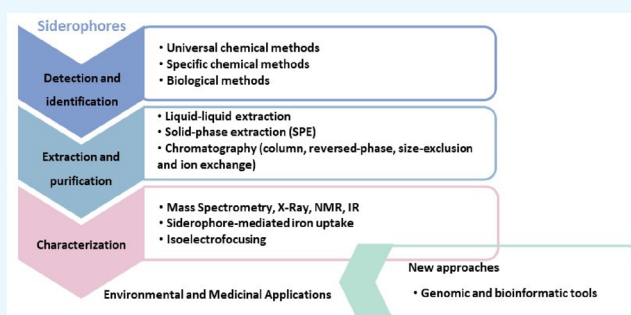 Siderophores
Detection and
identification
• Universal chemical methods
• Specific chemical methods
• Biological methods
Extraction and
purification
• Liquid-liquid extraction
• Solid-phase extraction (SPE)
• Chromatography (column, reversed-phase, size-exclusion
and ion exchange)
Characterization
• Mass Spectrometry, X-Ray, NMR, IR
• Siderophore-mediated iron uptake
• Isoelectrofocusing
Environmental and Medicinal Applications
New approaches
• Genomic and bioinformatic tools